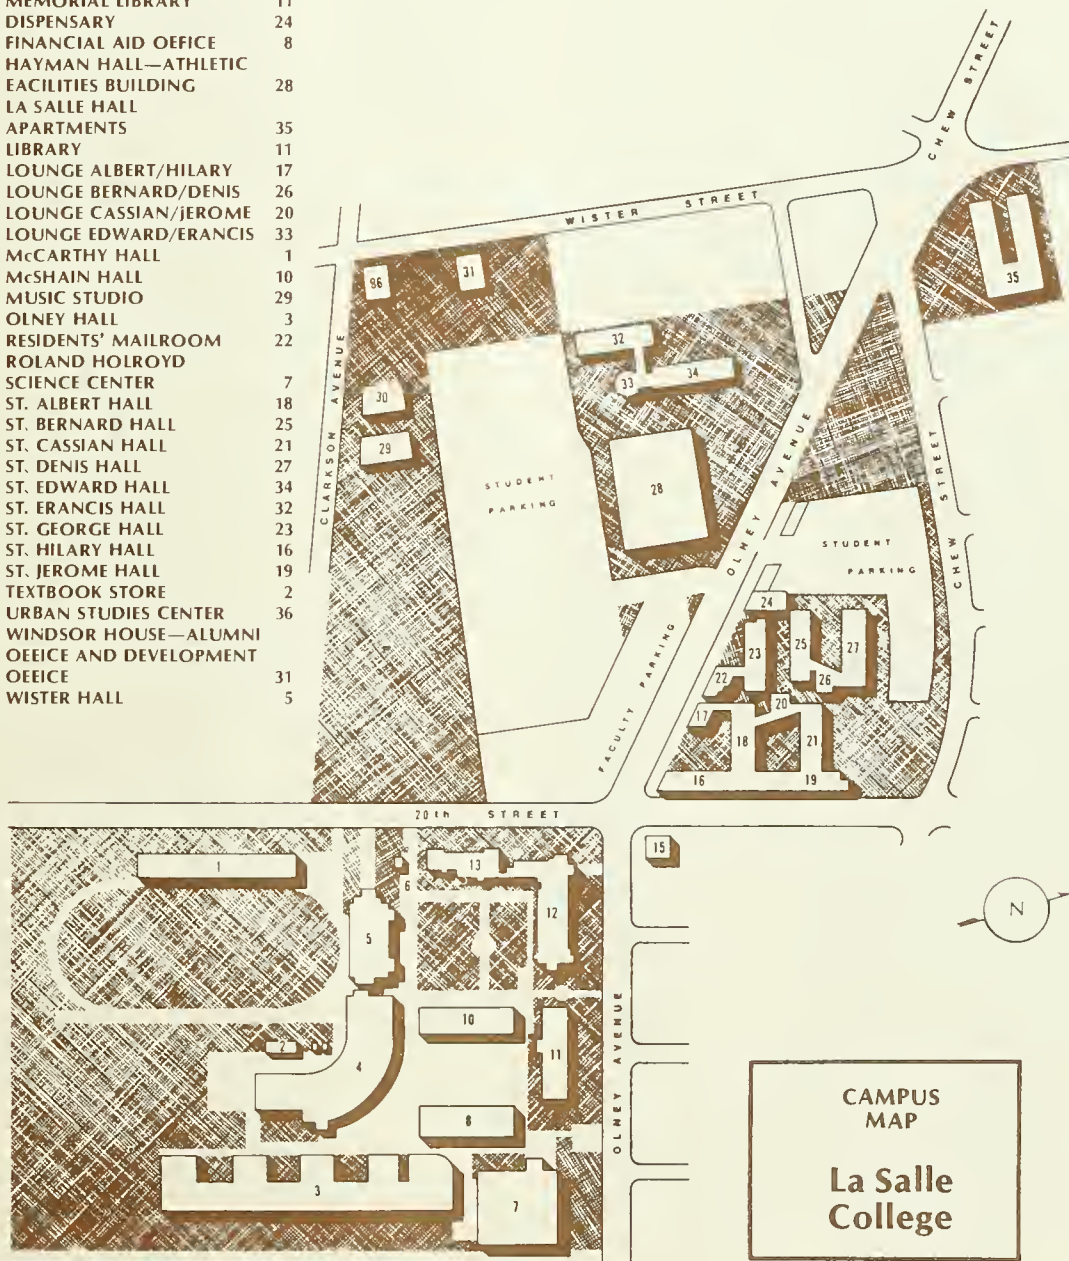 MEMORIAL LIBRARY 11
DISPENSARY 24
FINANCIAL AID OEFICE 8
HAYMAN HALL—ATHLETIC
EACILITIES BUILDING 28
LA SALLE HALL
APARTMENTS 35
LIBRARY 11
LOUNGE ALBERT/HILARY 17
LOUNGE BERNARD/DENIS 26
LOUNGE CASSIAN/JEROME 20
LOUNGE EDWARD/ERANCIS 33
McCARTHY HALL 1
McSHAIN HALL 10
MUSIC STUDIO 29
OLNEY HALL 3
RESIDENTS' MAILROOM 22
ROLAND HOLROYD
SCIENCE CENTER 7
ST. ALBERT HALL 18
ST. BERNARD HALL 25
ST. CASSIAN HALL 21
ST. DENIS HALL 27
ST. EDWARD HALL 34
ST. ERANCIS HALL 32
ST. GEORGE HALL 23
ST. HILARY HALL 16
ST. JEROME HALL 19
TEXTBOOK STORE 2
URBAN STUDIES CENTER 36
WINDSOR HOUSE—ALUMNI
OEEICE AND DEVELOPMENT
OEEICE 31
WISTER HALL 5
CHEW STREET
WISTER STREET
31
35
32
33
34
30
29
28
CLARKSON AVENUE
STUDENT
PARKING
OLNEY AVENUE
CHEW STREET
STUDENT
PARKING
FACULTY PARKING
24
23
25
27
22
26
20
17
18
21
16
19
20th STREET
1
13
6
15
12
5
N
10
2
4
11
8
OLNEY AVENUE
3
7
CAMPUS
MAP
La Salle
College